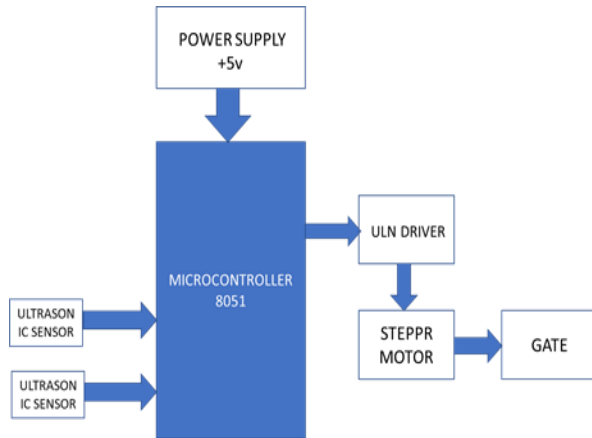 POWER SUPPLY
+5v
MICROCONTROLLER
8051
ULN DRIVER
ULTRASON
IC SENSOR
STEPPR
MOTOR
GATE
ULTRASON
IC SENSOR